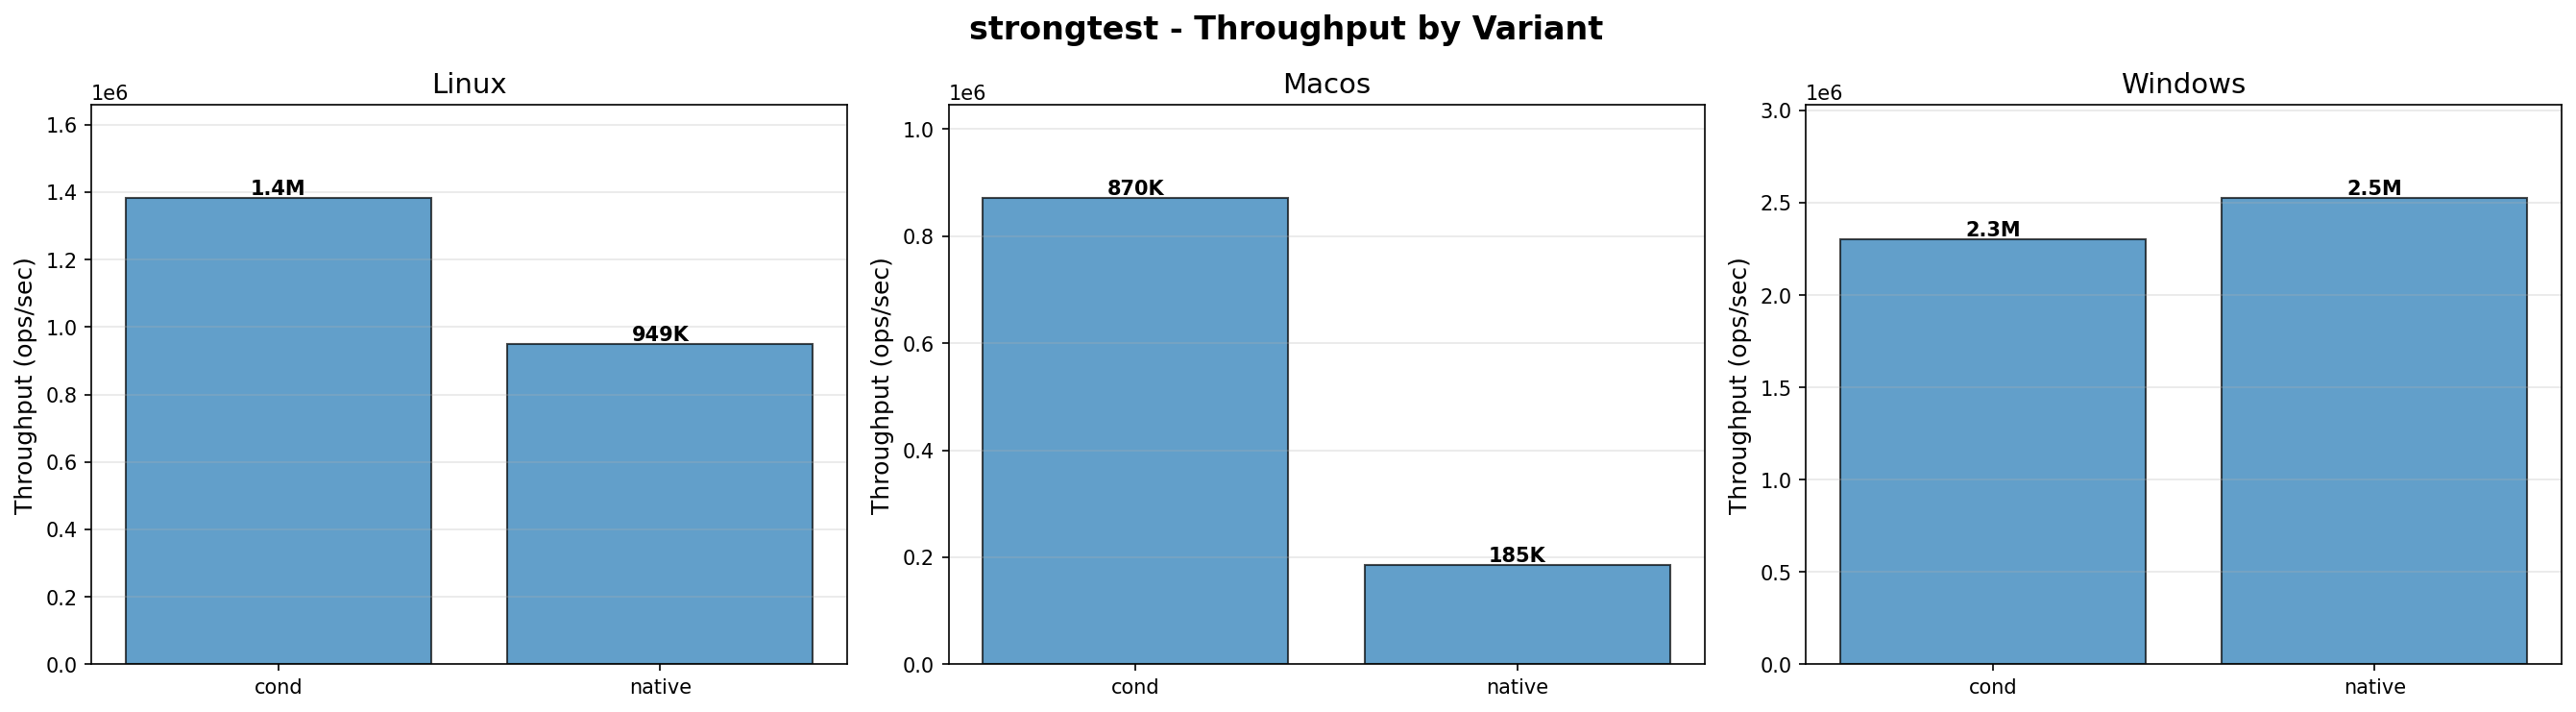 strongtest - Throughput by Variant
Linux
1e6
Throughput (ops/sec)
1.6
1.4
1.2
1.0
0.8
0.6
0.4
0.2
0.0
1.4M
949K
cond
native
Macos
1e6
Throughput (ops/sec)
1.0
0.8
0.6
0.4
0.2
0.0
870K
185K
cond
native
Windows
1e6
Throughput (ops/sec)
3.0
2.5
2.0
1.5
1.0
0.5
0.0
2.3M
2.5M
cond
native